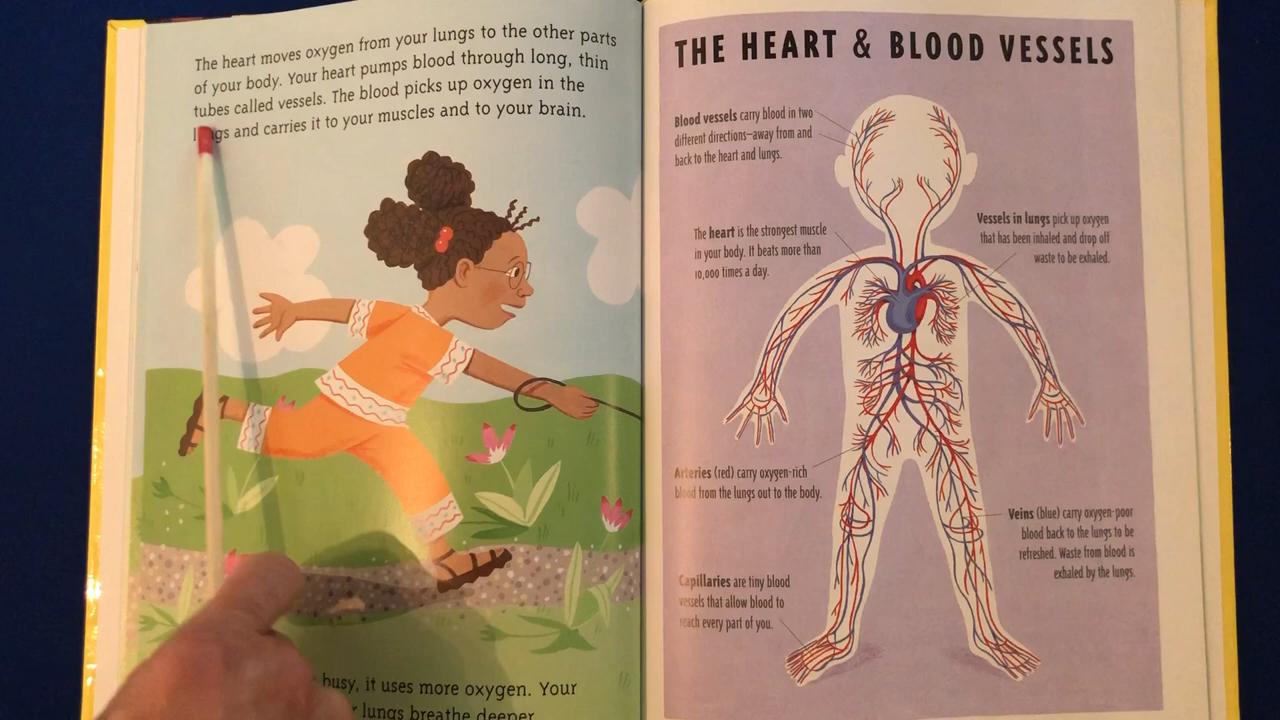 The heart moves oxygen from your lungs to the other parts
of your body. Your heart pumps blood through long, thin
tubes called vessels. The blood picks up oxygen in the
lungs and carries it to your muscles and to your brain.
busy, it uses more oxygen. Your
lungs breathe deeper
THE HEART & BLOOD VESSELS
Blood vessels carry blood in two
different directions—away from and
back to the heart and lungs.
The heart is the strongest muscle
in your body. It beats more than
10,000 times a day.
Vessels in lungs pick up oxygen
that has been inhaled and drop off
waste to be exhaled.
Arteries (red) carry oxygen-rich
blood from the lungs out to the body.
Veins (blue) carry oxygen-poor
blood back to the lungs to be
refreshed. Waste from blood is
exhaled by the lungs.
Capillaries are tiny blood
vessels that allow blood to
reach every part of you.